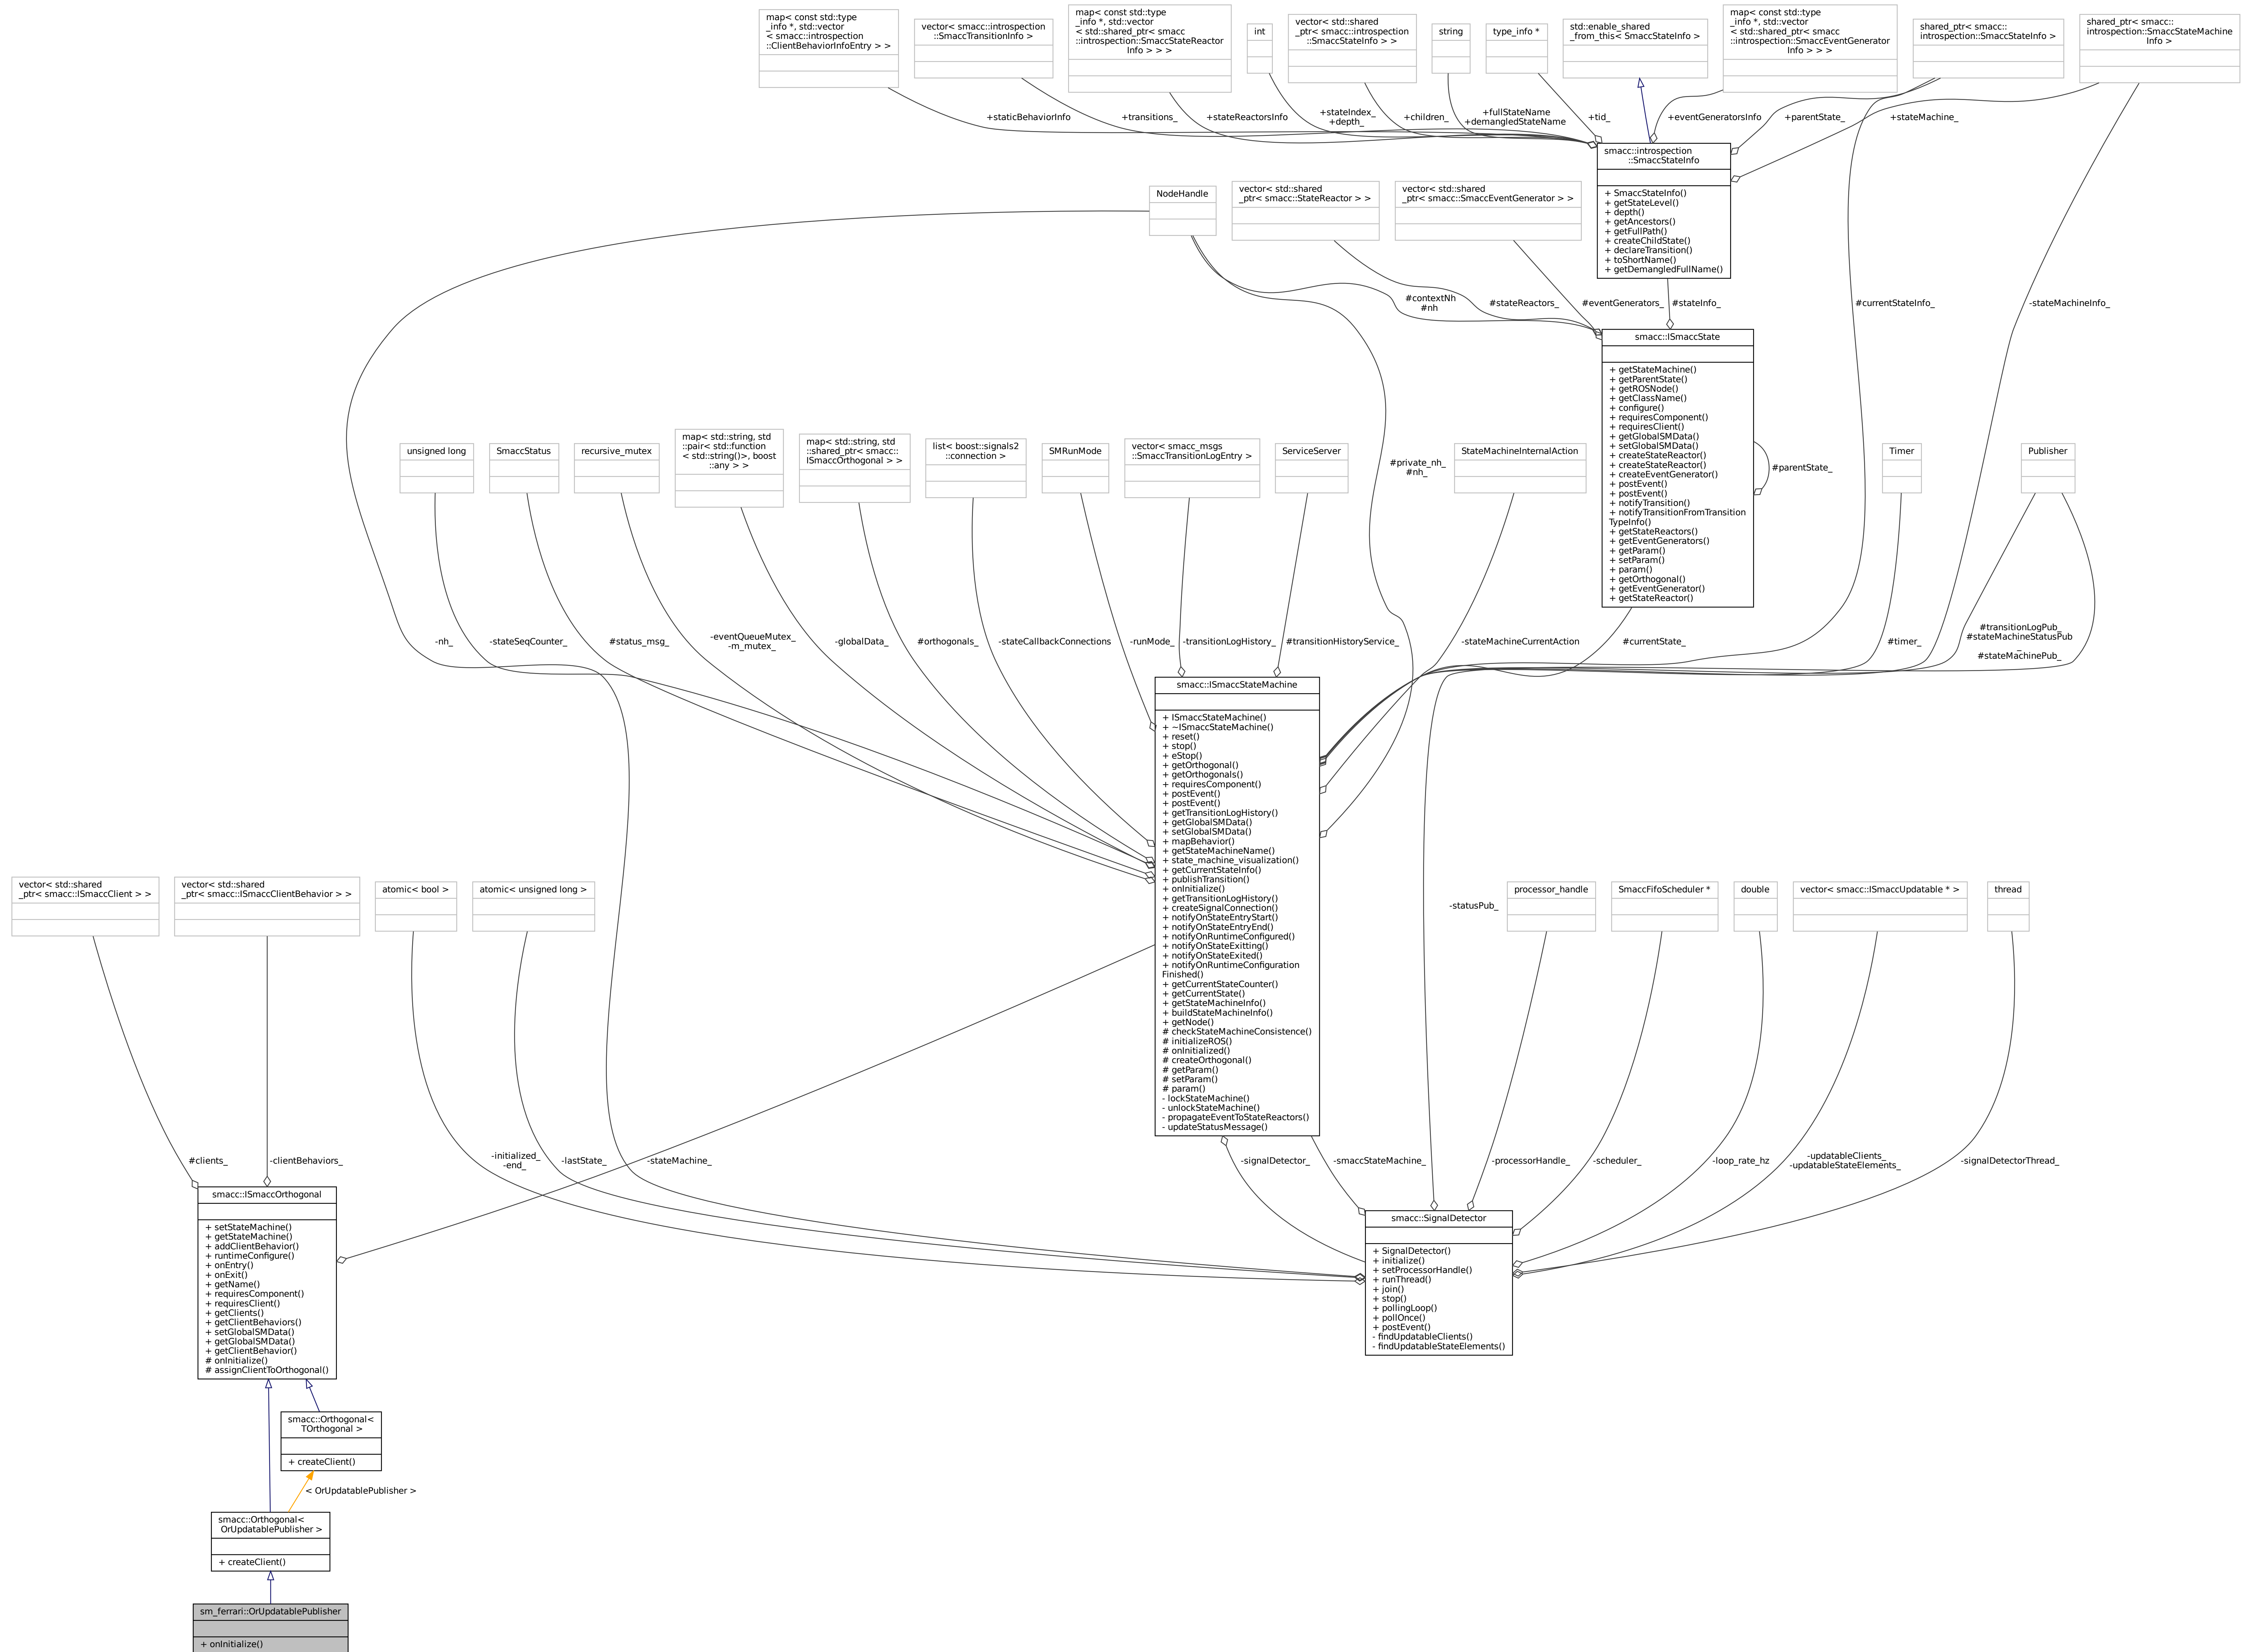 map< const std::type
_info *, std::vector
< smacc::introspection
::ClientBehaviorInfoEntry > >
vector< smacc::introspection
::SmaccTransitionInfo >
map< const std::type
_info *, std::vector
< std::shared_ptr< smacc
::introspection::SmaccStateReactor
Info > > >
int
vector< std::shared
_ptr< smacc::introspection
::SmaccStateInfo > >
string
type_info *
std::enable_shared
_from_this< SmaccStateInfo >
map< const std::type
_info *, std::vector
< std::shared_ptr< smacc
::introspection::SmaccEventGenerator
Info > > >
shared_ptr< smacc::
introspection::SmaccStateInfo >
shared_ptr< smacc::
introspection::SmaccStateMachine
Info >
+staticBehaviorInfo
+transitions_
+stateReactorsInfo
+stateIndex_
+depth_
+children_
+fullStateName
+demangledStateName
+tid_
+eventGeneratorsInfo
+parentState_
+stateMachine_
smacc::introspection
::SmaccStateInfo
+ SmaccStateInfo()
+ getStateLevel()
+ depth()
+ getAncestors()
+ getFullPath()
+ createChildState()
+ declareTransition()
+ toShortName()
+ getDemangledFullName()
NodeHandle
vector< std::shared
_ptr< smacc::StateReactor > >
vector< std::shared
_ptr< smacc::SmaccEventGenerator > >
#contextNh
#nh
#stateReactors_
#eventGenerators_
#stateInfo_
#currentStateInfo_
-stateMachineInfo_
smacc::ISmaccState
+ getStateMachine()
+ getParentState()
+ getROSNode()
+ getClassName()
+ configure()
+ requiresComponent()
+ requiresClient()
+ getGlobalSMData()
+ setGlobalSMData()
+ createStateReactor()
+ createStateReactor()
+ createEventGenerator()
+ postEvent()
+ postEvent()
+ notifyTransition()
+ notifyTransitionFromTransition
TypeInfo()
+ getStateReactors()
+ getEventGenerators()
+ getParam()
+ setParam()
+ param()
+ getOrthogonal()
+ getEventGenerator()
+ getStateReactor()
#parentState_
unsigned long
SmaccStatus
recursive_mutex
map< std::string, std
::pair< std::function
< std::string()>, boost
::any > >
map< std::string, std
::shared_ptr< smacc::
ISmaccOrthogonal > >
list< boost::signals2
::connection >
SMRunMode
vector< smacc_msgs
::SmaccTransitionLogEntry >
ServiceServer
#private_nh_
#nh_
StateMachineInternalAction
Timer
Publisher
-nh_
-stateSeqCounter_
#status_msg_
-eventQueueMutex_
-m_mutex_
-globalData_
#orthogonals_
-stateCallbackConnections
-runMode_
-transitionLogHistory_
#transitionHistoryService_
-stateMachineCurrentAction
#currentState_
#timer_
#transitionLogPub_
#stateMachineStatusPub
_
#stateMachinePub_
smacc::ISmaccStateMachine
+ ISmaccStateMachine()
+ ~ISmaccStateMachine()
+ reset()
+ stop()
+ eStop()
+ getOrthogonal()
+ getOrthogonals()
+ requiresComponent()
+ postEvent()
+ postEvent()
+ getTransitionLogHistory()
+ getGlobalSMData()
+ setGlobalSMData()
+ mapBehavior()
+ getStateMachineName()
+ state_machine_visualization()
+ getCurrentStateInfo()
+ publishTransition()
+ onInitialize()
+ getTransitionLogHistory()
+ createSignalConnection()
+ notifyOnStateEntryStart()
+ notifyOnStateEntryEnd()
+ notifyOnRuntimeConfigured()
+ notifyOnStateExitting()
+ notifyOnStateExited()
+ notifyOnRuntimeConfiguration
Finished()
+ getCurrentStateCounter()
+ getCurrentState()
+ getStateMachineInfo()
+ buildStateMachineInfo()
+ getNode()
# checkStateMachineConsistence()
# initializeROS()
# onInitialized()
# createOrthogonal()
# getParam()
# setParam()
# param()
- lockStateMachine()
- unlockStateMachine()
- propagateEventToStateReactors()
- updateStatusMessage()
vector< std::shared
_ptr< smacc::ISmaccClient > >
vector< std::shared
_ptr< smacc::ISmaccClientBehavior > >
atomic< bool >
atomic< unsigned long >
-statusPub_
processor_handle
SmaccFifoScheduler *
double
vector< smacc::ISmaccUpdatable * >
thread
#clients_
-clientBehaviors_
-initialized_
-end_
-lastState_
-stateMachine_
-signalDetector_
-smaccStateMachine_
-processorHandle_
-scheduler_
-loop_rate_hz
-updatableClients_
-updatableStateElements_
-signalDetectorThread_
smacc::ISmaccOrthogonal
+ setStateMachine()
+ getStateMachine()
+ addClientBehavior()
+ runtimeConfigure()
+ onEntry()
+ onExit()
+ getName()
+ requiresComponent()
+ requiresClient()
+ getClients()
+ getClientBehaviors()
+ setGlobalSMData()
+ getGlobalSMData()
+ getClientBehavior()
# onInitialize()
# assignClientToOrthogonal()
smacc::SignalDetector
+ SignalDetector()
+ initialize()
+ setProcessorHandle()
+ runThread()
+ join()
+ stop()
+ pollingLoop()
+ pollOnce()
+ postEvent()
- findUpdatableClients()
- findUpdatableStateElements()
smacc::Orthogonal<
TOrthogonal >
+ createClient()
< OrUpdatablePublisher >
smacc::Orthogonal<
OrUpdatablePublisher >
+ createClient()
sm_ferrari::OrUpdatablePublisher
+ onInitialize()